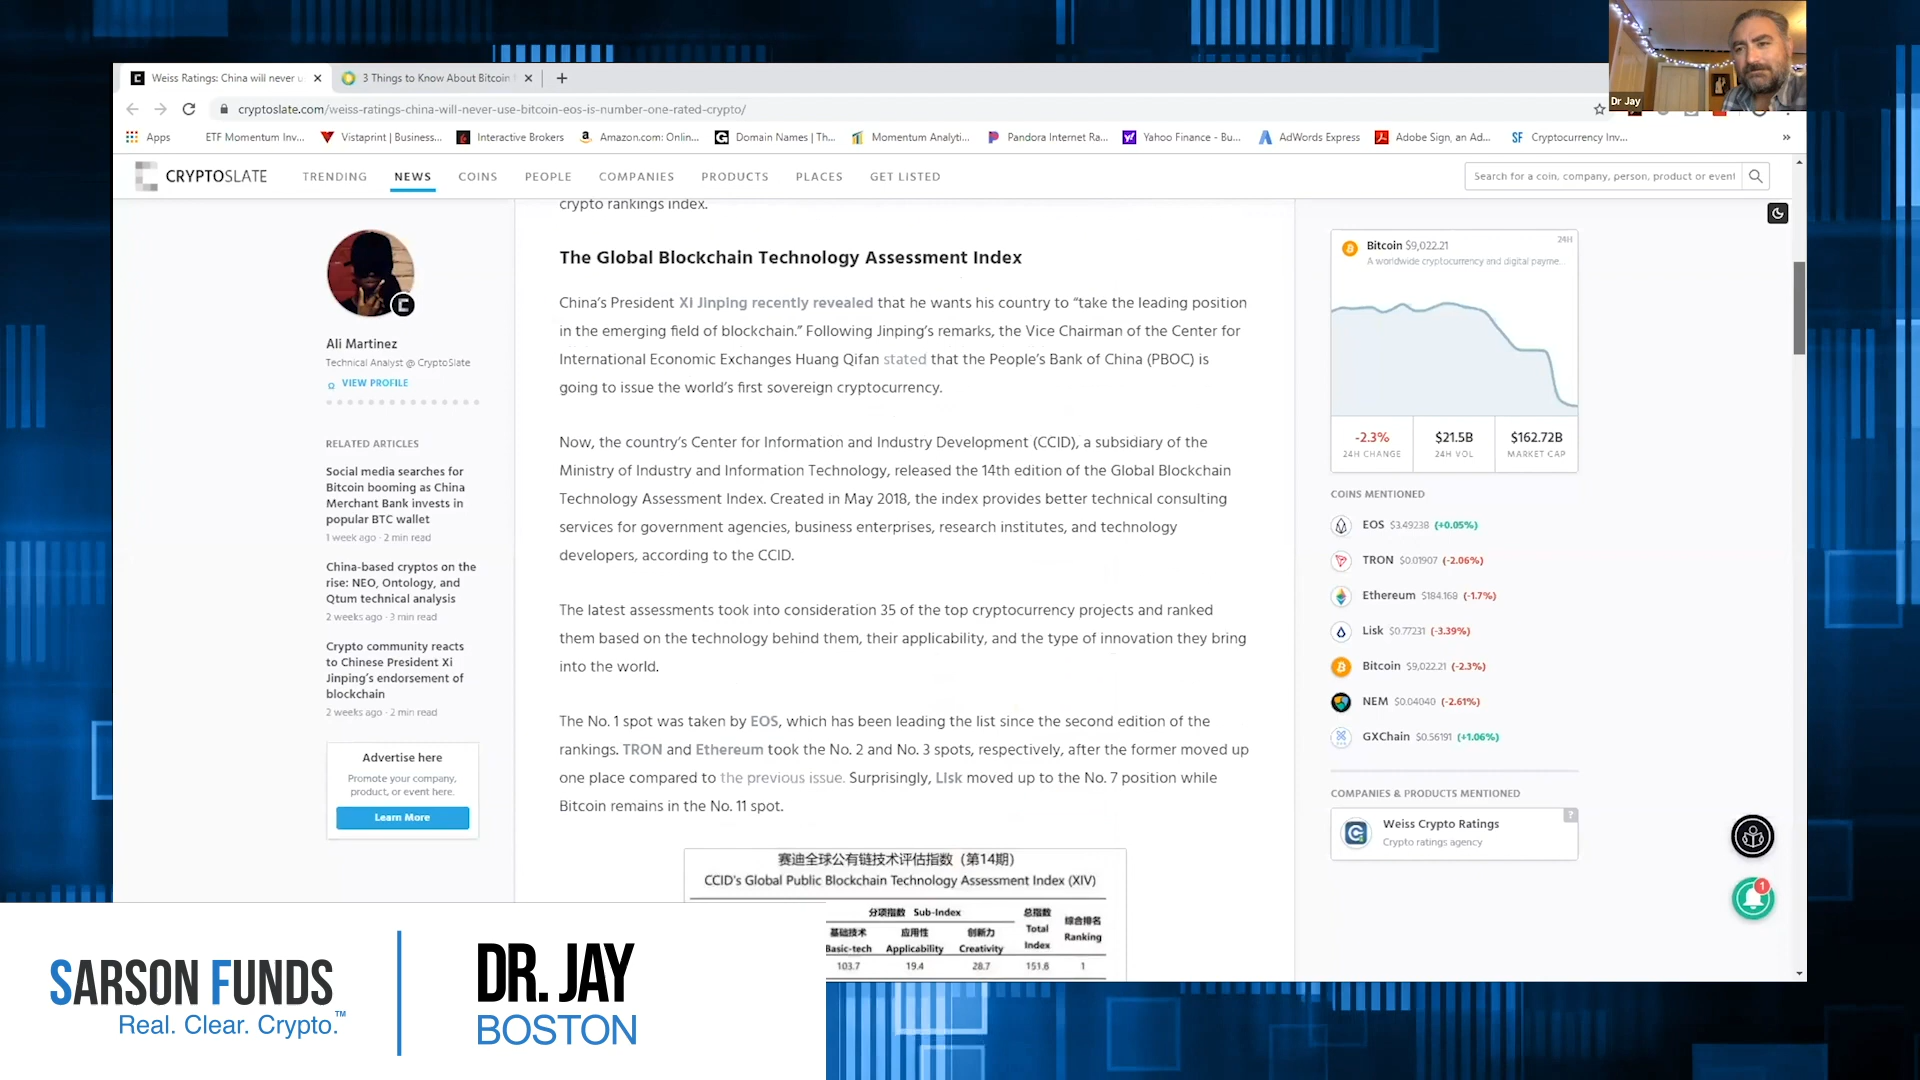 Weiss Ratings: China will never u
3 Things to Know About Bitcoin
cryptoslate.com/weiss-ratings-china-will-never-use-bitcoin-eos-is-number-one-rated-crypto/
Dr Jay
Apps
ETF Momentum Inv...
Vistaprint | Business...
Interactive Brokers
Amazon.com: Onlin...
Domain Names | Th...
Momentum Analyti...
Pandora Internet Ra...
Yahoo Finance - Bu...
AdWords Express
Adobe Sign, an Ad...
Cryptocurrency Inv...
CRYPTOSLATE
TRENDING
NEWS
COINS
PEOPLE
COMPANIES
PRODUCTS
PLACES
GET LISTED
Search for a coin, company, person, product or event
Ali Martinez
Technical Analyst @ CryptoSlate
VIEW PROFILE
RELATED ARTICLES
Social media searches for
Bitcoin booming as China
Merchant Bank invests in
popular BTC wallet
1 week ago · 2 min read
China-based cryptos on the
rise: NEO, Ontology, and
Qtum technical analysis
2 weeks ago · 3 min read
Crypto community reacts
to Chinese President Xi
Jinping's endorsement of
blockchain
2 weeks ago · 2 min read
Advertise here
Promote your company,
product, or event here.
Learn More
crypto rankings index.
The Global Blockchain Technology Assessment Index
China's President Xi Jinping recently revealed that he wants his country to "take the leading position
in the emerging field of blockchain." Following Jinping's remarks, the Vice Chairman of the Center for
International Economic Exchanges Huang Qifan stated that the People's Bank of China (PBOC) is
going to issue the world's first sovereign cryptocurrency.
Now, the country's Center for Information and Industry Development (CCID), a subsidiary of the
Ministry of Industry and Information Technology, released the 14th edition of the Global Blockchain
Technology Assessment Index. Created in May 2018, the index provides better technical consulting
services for government agencies, business enterprises, research institutes, and technology
developers, according to the CCID.
The latest assessments took into consideration 35 of the top cryptocurrency projects and ranked
them based on the technology behind them, their applicability, and the type of innovation they bring
into the world.
The No. 1 spot was taken by EOS, which has been leading the list since the second edition of the
rankings. TRON and Ethereum took the No. 2 and No. 3 spots, respectively, after the former moved up
one place compared to the previous issue. Surprisingly, Lisk moved up to the No. 7 position while
Bitcoin remains in the No. 11 spot.
赛迪全球公有链技术评估指数（第14期）
CCID's Global Public Blockchain Technology Assessment Index (XIV)
分项指数 Sub-Index
总指数
Total
Index
综合排名
Ranking
基础技术
Basic-tech
应用性
Applicability
创新力
Creativity
103.7 19.4 28.7 151.8 1
Bitcoin $9,022.21
24H
A worldwide cryptocurrency and digital payme...
-2.3% $21.5B $162.72B
24H CHANGE 24H VOL MARKET CAP
COINS MENTIONED
EOS $3.49238 (+0.05%)
TRON $0.01907 (-2.06%)
Ethereum $184.168 (-1.7%)
Lisk $0.77231 (-3.39%)
Bitcoin $9,022.21 (-2.3%)
NEM $0.04040 (-2.61%)
GXChain $0.56191 (+1.06%)
COMPANIES & PRODUCTS MENTIONED
Weiss Crypto Ratings
Crypto ratings agency
?
1
SARSON FUNDS
Real. Clear. Crypto.™
DR. JAY
BOSTON